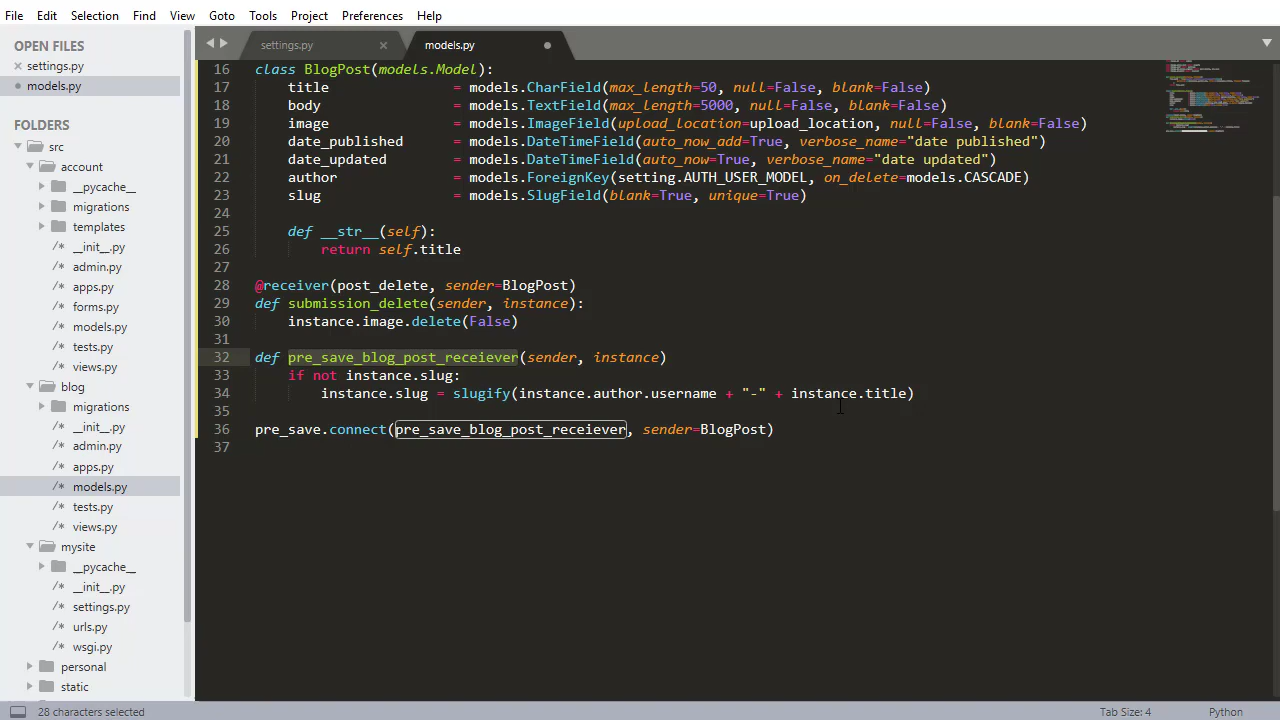 File Edit Selection Find View Goto Tools Project Preferences Help
OPEN FILES
settings.py
models.py
FOLDERS
src
account
__pycache__
migrations
templates
/* __init__.py
/* admin.py
/* apps.py
/* forms.py
/* models.py
/* tests.py
/* views.py
blog
migrations
/* __init__.py
/* admin.py
/* apps.py
/* models.py
/* tests.py
/* views.py
mysite
__pycache__
/* __init__.py
/* settings.py
/* urls.py
/* wsgi.py
personal
static
settings.py
models.py
16 class BlogPost(models.Model):
17 title = models.CharField(max_length=50, null=False, blank=False)
18 body = models.TextField(max_length=5000, null=False, blank=False)
19 image = models.ImageField(upload_location=upload_location, null=False, blank=False)
20 date_published = models.DateTimeField(auto_now_add=True, verbose_name="date published")
21 date_updated = models.DateTimeField(auto_now=True, verbose_name="date updated")
22 author = models.ForeignKey(setting.AUTH_USER_MODEL, on_delete=models.CASCADE)
23 slug = models.SlugField(blank=True, unique=True)
24
25 def __str__(self):
26 return self.title
27
28 @receiver(post_delete, sender=BlogPost)
29 def submission_delete(sender, instance):
30 instance.image.delete(False)
31
32 def pre_save_blog_post_receiever(sender, instance)
33 if not instance.slug:
34 instance.slug = slugify(instance.author.username + "-" + instance.title)
35
36 pre_save.connect(pre_save_blog_post_receiever, sender=BlogPost)
37
28 characters selected
Tab Size: 4
Python